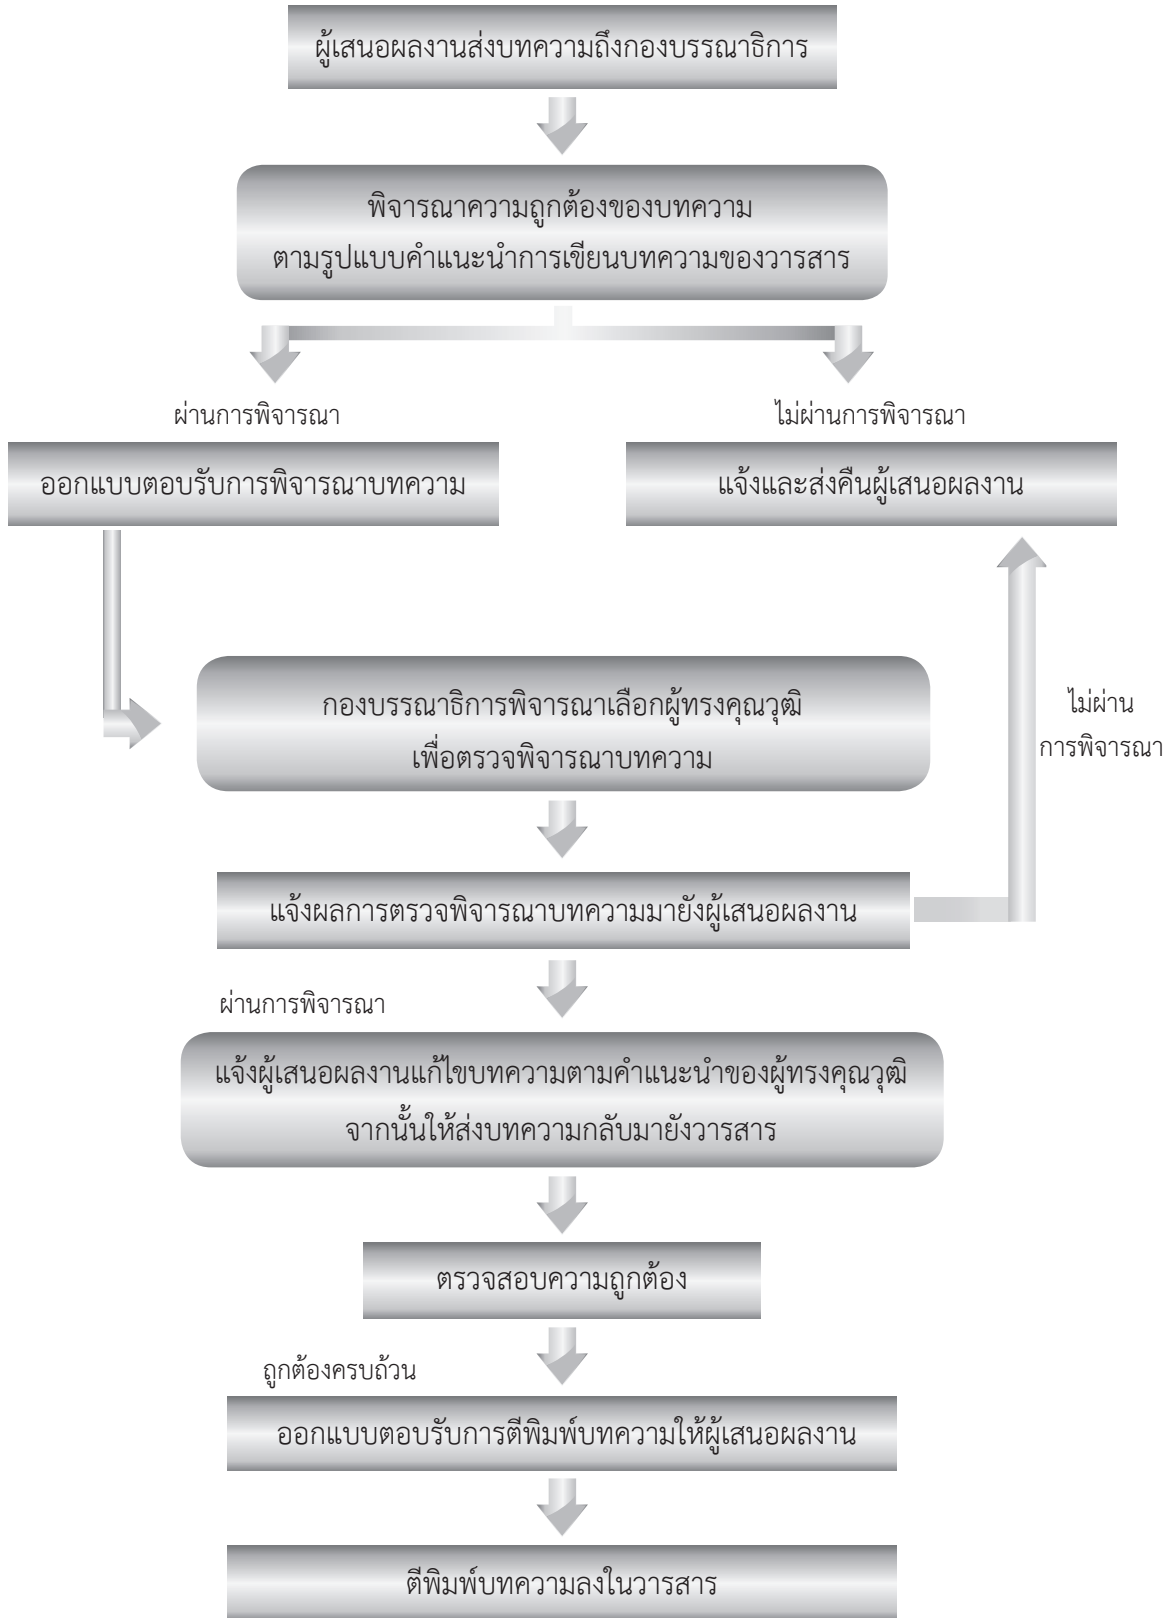 ผู้เสนอผลงานส่งบทความถึงกองบรรณาธิการ
พิจารณาความถูกต้องของบทความ
ตามรูปแบบคำแนะนำการเขียนบทความของวารสาร
ผ่านการพิจารณา
ไม่ผ่านการพิจารณา
ออกแบบตอบรับการพิจารณาบทความ
แจ้งและส่งคืนผู้เสนอผลงาน
กองบรรณาธิการพิจารณาเลือกผู้ทรงคุณวุฒิ
เพื่อตรวจพิจารณาบทความ
ไม่ผ่าน
การพิจารณา
แจ้งผลการตรวจพิจารณาบทความมายังผู้เสนอผลงาน
ผ่านการพิจารณา
แจ้งผู้เสนอผลงานแก้ไขบทความตามคำแนะนำของผู้ทรงคุณวุฒิ
จากนั้นให้ส่งบทความกลับมายังวารสาร
ตรวจสอบความถูกต้อง
ถูกต้องครบถ้วน
ออกแบบตอบรับการตีพิมพ์บทความให้ผู้เสนอผลงาน
ตีพิมพ์บทความลงในวารสาร